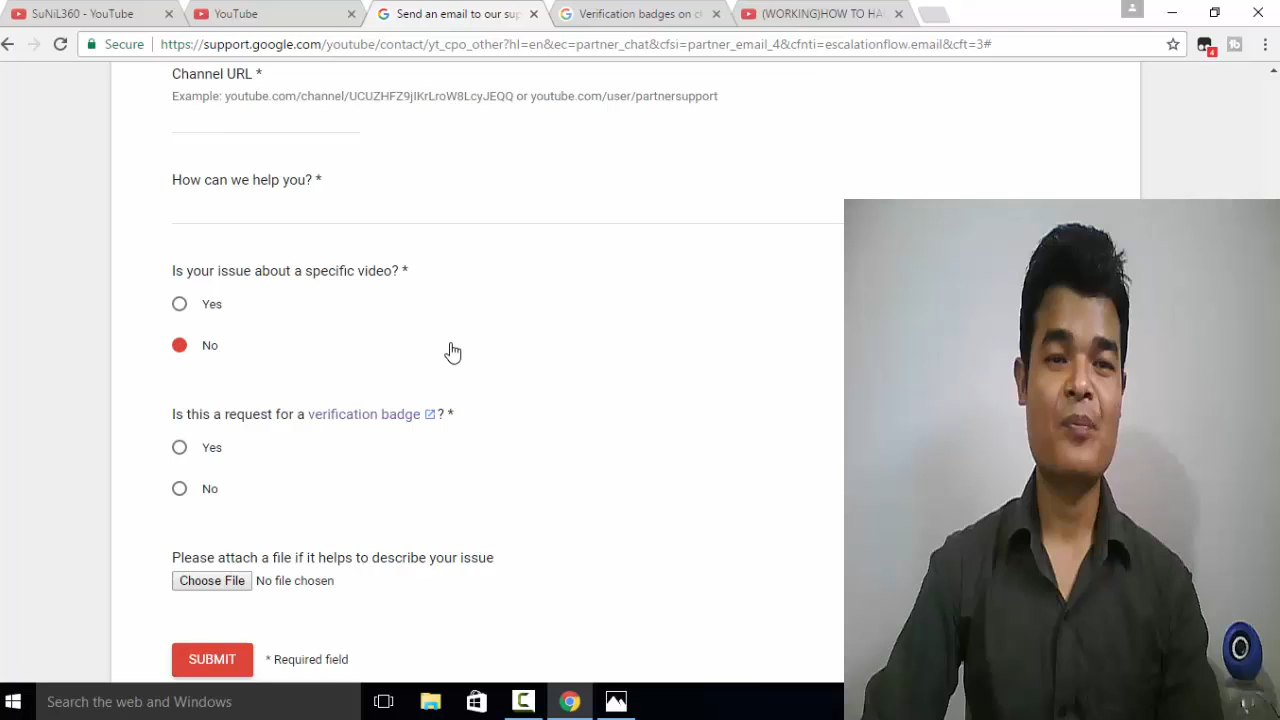 SuNiL360 - YouTube
YouTube
Send an email to our sup
Verification badges on c
(WORKING)HOW TO HA
Secure
https://support.google.com/youtube/contact/yt_cpo_other?hl=en&ec=partner_chat&cfsi=partner_email_4&cfnti=escalationflow.email&cft=3#
4
Channel URL *
Example: youtube.com/channel/UCUZHFZ9jIKrLroW8LcyJEQQ or youtube.com/user/partnersupport
How can we help you? *
Is your issue about a specific video? *
Yes
No
Is this a request for a verification badge ? *
Yes
No
Please attach a file if it helps to describe your issue
Choose File No file chosen
SUBMIT * Required field
Search the web and Windows